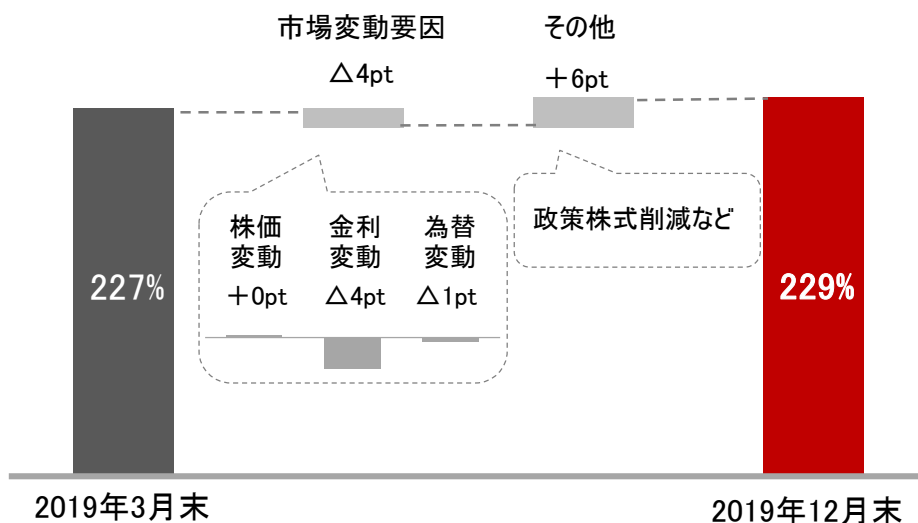 市場変動要因
△4pt
その他
＋6pt
株価
変動
＋0pt
金利
変動
△4pt
為替
変動
△1pt
政策株式削減など
227%
229%
2019年3月末
2019年12月末